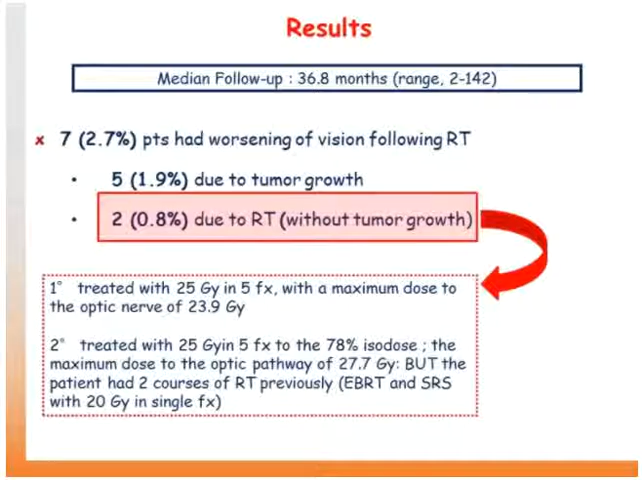 Results
Median Follow-up : 36.8 months (range, 2-142)
x 7 (2.7%) pts had worsening of vision following RT
• 5 (1.9%) due to tumor growth
• 2 (0.8%) due to RT (without tumor growth)
1° treated with 25 Gy in 5 fx, with a maximum dose to
the optic nerve of 23.9 Gy
2° treated with 25 Gyin 5 fx to the 78% isodose ; the
maximum dose to the optic pathway of 27.7 Gy: BUT the
patient had 2 courses of RT previously (EBRT and SRS
with 20 Gy in single fx)